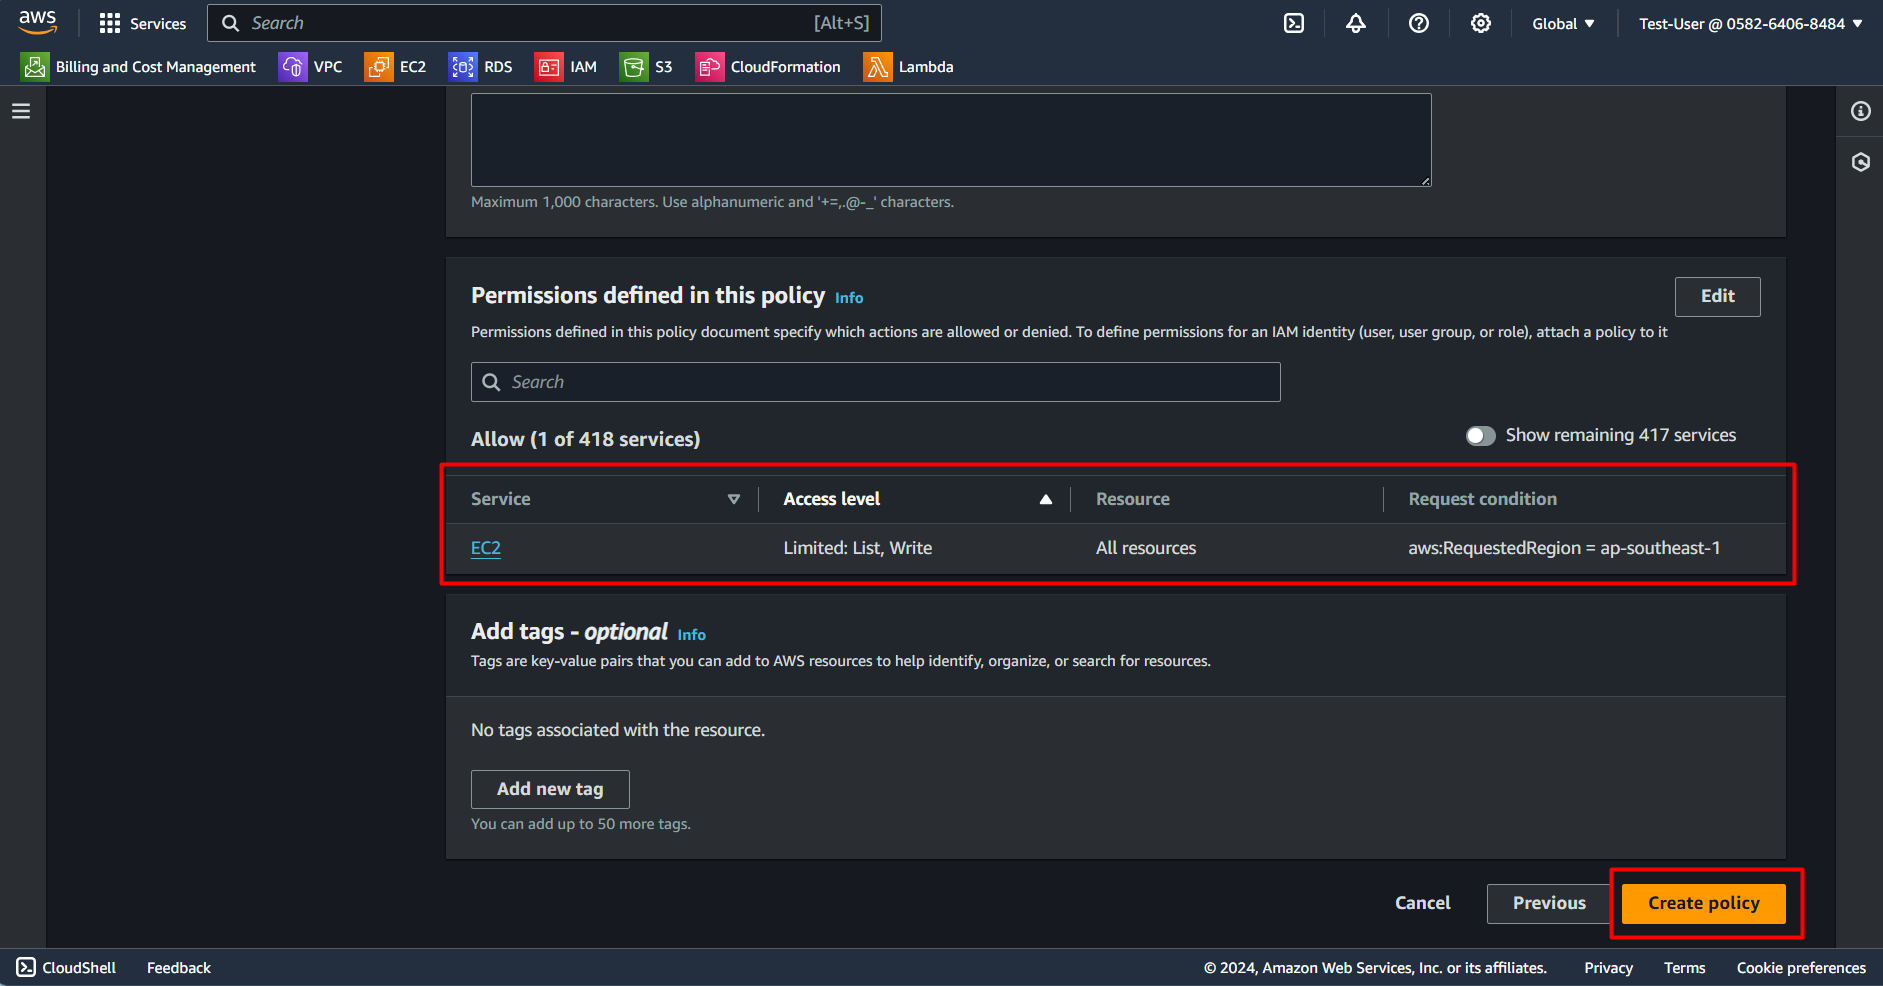 aws Services Search [Alt+S] Global Test-User @ 0582-6406-8484
Billing and Cost Management VPC EC2 RDS IAM S3 CloudFormation Lambda
Maximum 1,000 characters. Use alphanumeric and '+=,.@-_' characters.
Permissions defined in this policy Info Edit
Permissions defined in this policy document specify which actions are allowed or denied. To define permissions for an IAM identity (user, user group, or role), attach a policy to it
Search
Allow (1 of 418 services) Show remaining 417 services
Service Access level Resource Request condition
EC2 Limited: List, Write All resources aws:RequestedRegion = ap-southeast-1
Add tags - optional Info
Tags are key-value pairs that you can add to AWS resources to help identify, organize, or search for resources.
No tags associated with the resource.
Add new tag
You can add up to 50 more tags.
Cancel Previous Create policy
CloudShell Feedback © 2024, Amazon Web Services, Inc. or its affiliates. Privacy Terms Cookie preferences